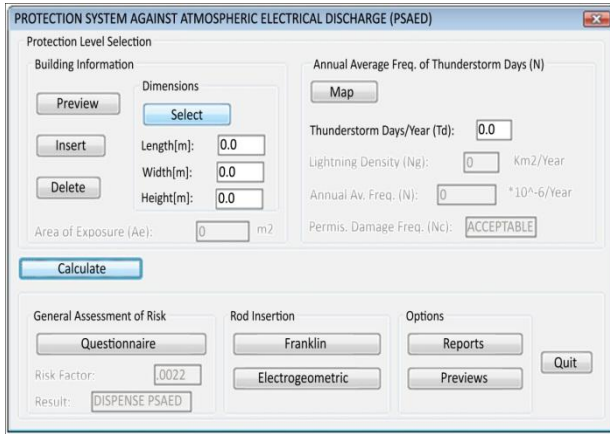 PROTECTION SYSTEM AGAINST ATMOSPHERIC ELECTRICAL DISCHARGE (PSAED)
Protection Level Selection
Building Information
Preview
Insert
Delete
Dimensions
Select
Length[m]: 0.0
Width[m]: 0.0
Height[m]: 0.0
Area of Exposure (Ae): 0 m2
Annual Average Freq. of Thunderstorm Days (N)
Map
Thunderstorm Days/Year (Td): 0.0
Lightning Density (Ng): 0 Km2/Year
Annual Av. Freq. (N): 0 *10^-6/Year
Permis. Damage Freq. (Nc): ACCEPTABLE
Calculate
General Assessment of Risk
Questionnaire
Risk Factor: .0022
Result: DISPENSE PSAED
Rod Insertion
Franklin
Electrogeometric
Options
Reports
Previews
Quit